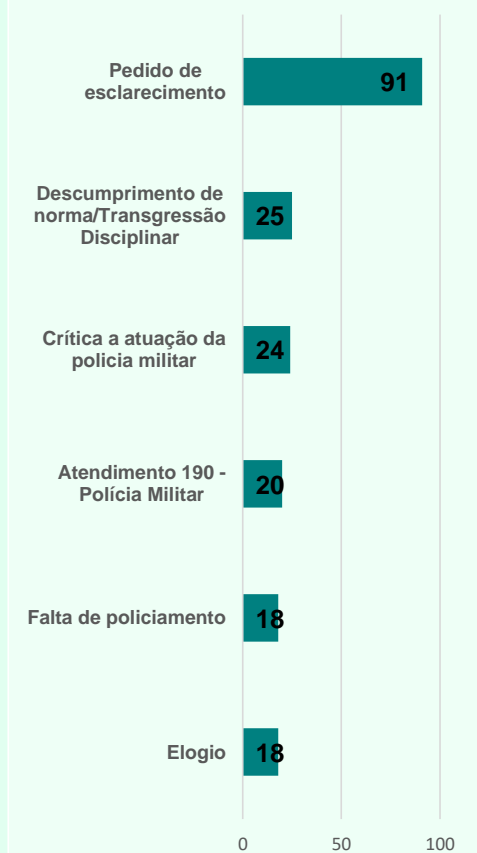 Pedido de
esclarecimento
91
Descumprimento de
norma/Transgressão
Disciplinar
25
Crítica a atuação da
policia militar
24
Atendimento 190 -
Polícia Militar
20
Falta de policiamento
18
Elogio
18
0 50 100